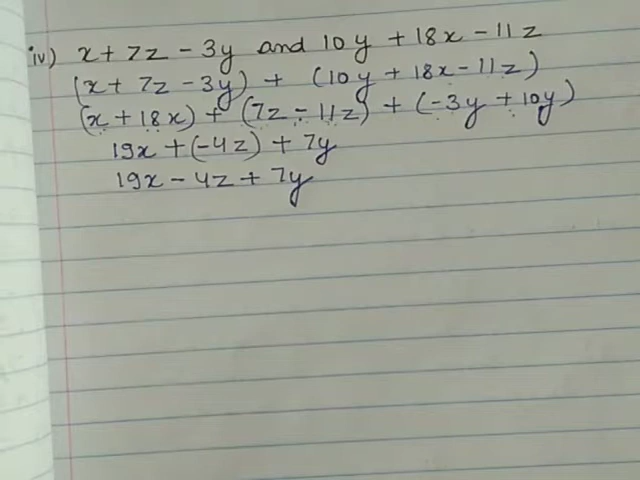 iv) x + 7z - 3y and 10y + 18x - 11z
(x + 7z - 3y) + (10y + 18x - 11z)
(x + 18x) + (7z - 11z) + (-3y + 10y)
19x + (-4z) + 7y
19x - 4z + 7y